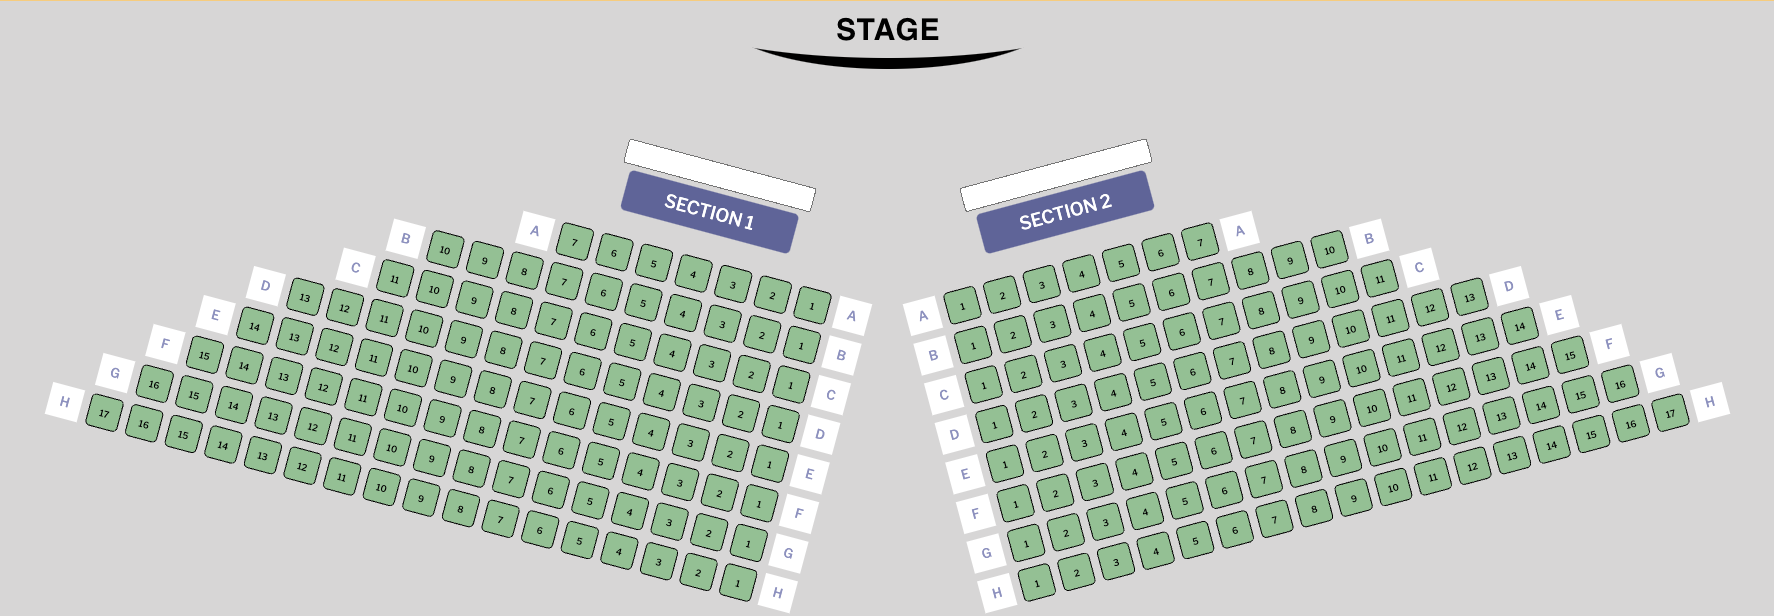 STAGE
SECTION 1
A 7 6 5 4 3 2 1 A
B 10 9 8 7 6 5 4 3 2 1 B
C 11 10 9 8 7 6 5 4 3 2 1 C
D 13 12 11 10 9 8 7 6 5 4 3 2 1 D
E 14 13 12 11 10 9 8 7 6 5 4 3 2 1 E
F 15 14 13 12 11 10 9 8 7 6 5 4 3 2 1 F
G 16 15 14 13 12 11 10 9 8 7 6 5 4 3 2 1 G
H 17 16 15 14 13 12 11 10 9 8 7 6 5 4 3 2 1 H
SECTION 2
A 1 2 3 4 5 6 7 A
B 1 2 3 4 5 6 7 8 9 10 B
C 1 2 3 4 5 6 7 8 9 10 11 C
D 1 2 3 4 5 6 7 8 9 10 11 12 13 D
E 1 2 3 4 5 6 7 8 9 10 11 12 13 14 E
F 1 2 3 4 5 6 7 8 9 10 11 12 13 14 15 F
G 1 2 3 4 5 6 7 8 9 10 11 12 13 14 15 16 G
H 1 2 3 4 5 6 7 8 9 10 11 12 13 14 15 16 17 H